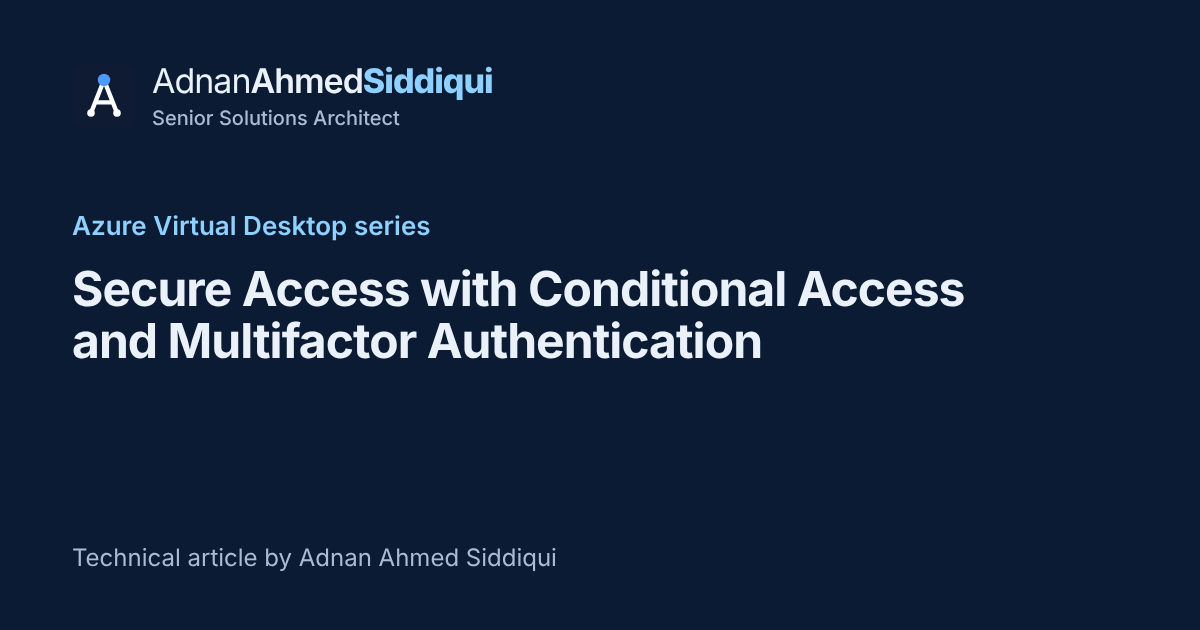 AdnanAhmedSiddiqui
Senior Solutions Architect
Azure Virtual Desktop series
Secure Access with Conditional Access
and Multifactor Authentication
Technical article by Adnan Ahmed Siddiqui